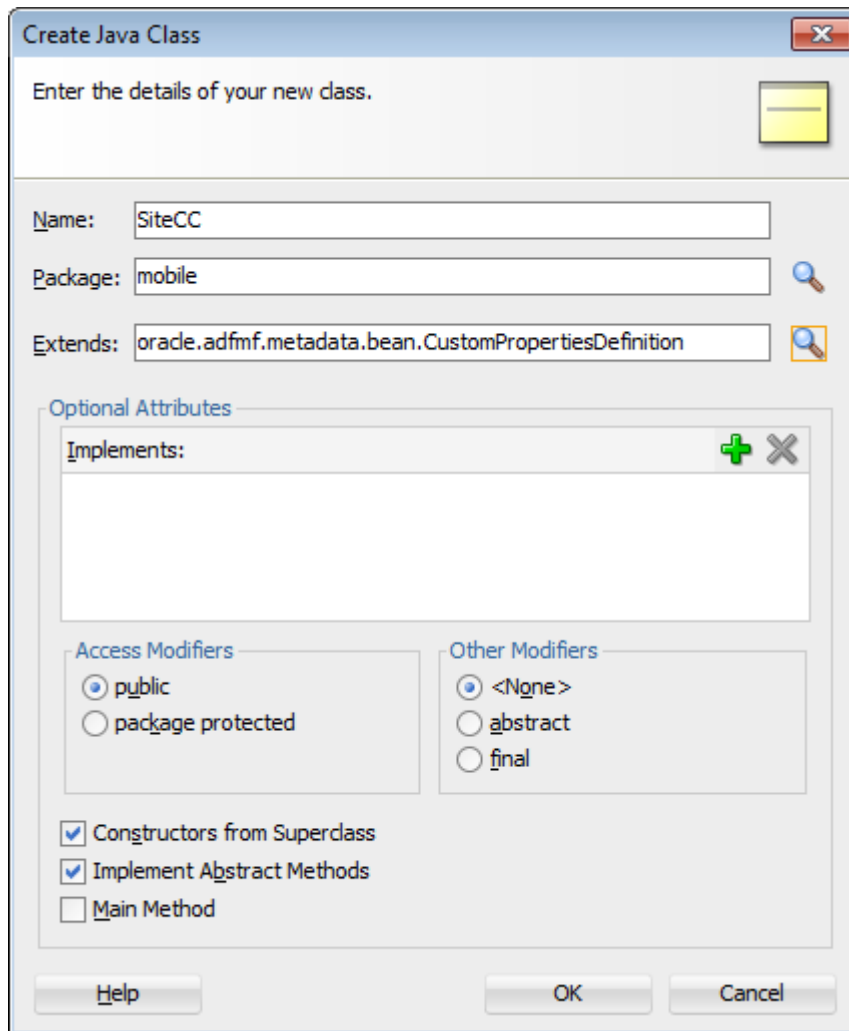 Create Java Class
Enter the details of your new class.
Name: SiteCC
Package: mobile
Extends: oracle.adfmf.metadata.bean.CustomPropertiesDefinition
Optional Attributes
Implements:
Access Modifiers
public
package protected
Other Modifiers
<None>
abstract
final
Constructors from Superclass
Implement Abstract Methods
Main Method
Help OK Cancel